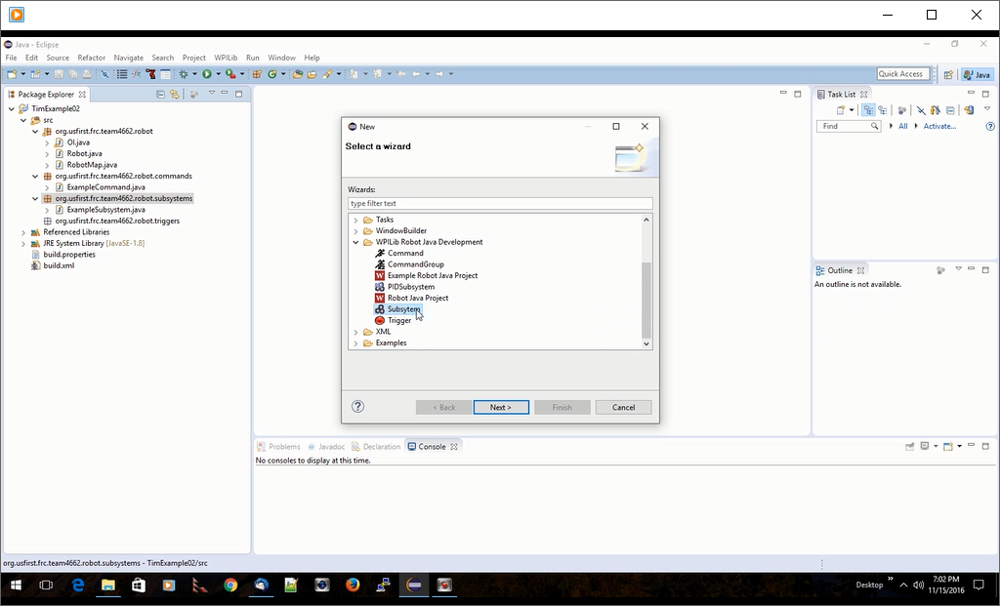 Java - Eclipse
File Edit Source Refactor Navigate Search Project WPILib Run Window Help
Quick Access Java
Package Explorer
TimExample02
src
org.usfirst.frc.team4662.robot
OI.java
Robot.java
RobotMap.java
org.usfirst.frc.team4662.robot.commands
ExampleCommand.java
org.usfirst.frc.team4662.robot.subsystems
ExampleSubsystem.java
org.usfirst.frc.team4662.robot.triggers
Referenced Libraries
JRE System Library [JavaSE-1.8]
build.properties
build.xml
New
Select a wizard
Wizards:
type filter text
Tasks
WindowBuilder
WPILib Robot Java Development
Command
CommandGroup
Example Robot Java Project
PIDSubsystem
Robot Java Project
Subsytem
Trigger
XML
Examples
? < Back Next > Finish Cancel
Task List
Find All Activate... ?
Outline
An outline is not available.
Problems Javadoc Declaration Console
No consoles to display at this time.
org.usfirst.frc.team4662.robot.subsystems - TimExample02/src
Desktop
7:02 PM
11/15/2016